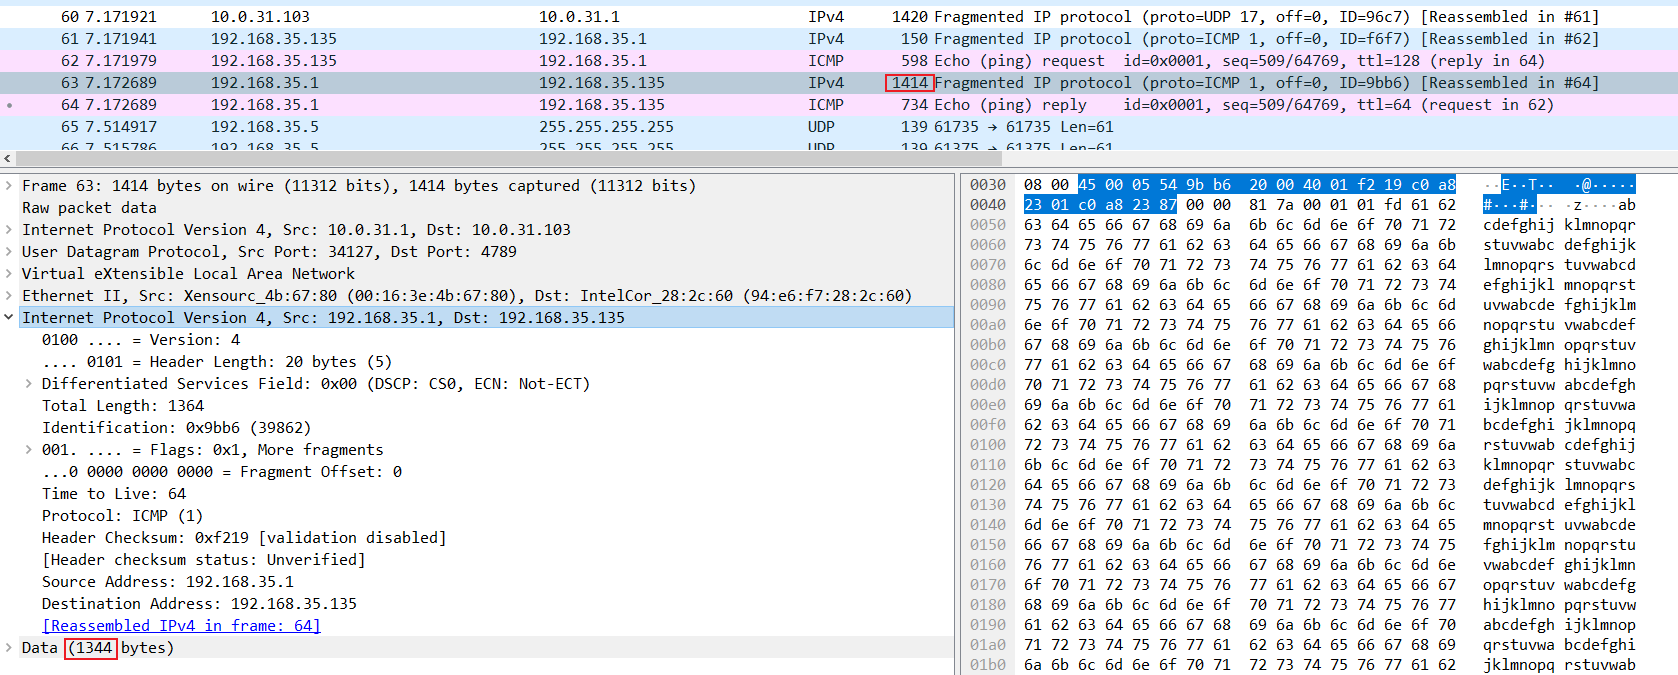 60 7.171921 10.0.31.103 10.0.31.1 IPv4 1420 Fragmented IP protocol (proto=UDP 17, off=0, ID=96c7) [Reassembled in #61]
61 7.171941 192.168.35.135 192.168.35.1 IPv4 150 Fragmented IP protocol (proto=ICMP 1, off=0, ID=f6f7) [Reassembled in #62]
62 7.171979 192.168.35.135 192.168.35.1 ICMP 598 Echo (ping) request id=0x0001, seq=509/64769, ttl=128 (reply in 64)
63 7.172689 192.168.35.1 192.168.35.135 IPv4 1414 Fragmented IP protocol (proto=ICMP 1, off=0, ID=9bb6) [Reassembled in #64]
64 7.172689 192.168.35.1 192.168.35.135 ICMP 734 Echo (ping) reply id=0x0001, seq=509/64769, ttl=64 (request in 62)
65 7.514917 192.168.35.5 255.255.255.255 UDP 139 61735 → 61735 Len=61
66 7.515786 192.168.35.5 255.255.255.255 UDP 139 61375 → 61375 Len=61
Frame 63: 1414 bytes on wire (11312 bits), 1414 bytes captured (11312 bits)
Raw packet data
Internet Protocol Version 4, Src: 10.0.31.1, Dst: 10.0.31.103
User Datagram Protocol, Src Port: 34127, Dst Port: 4789
Virtual eXtensible Local Area Network
Ethernet II, Src: Xensourc_4b:67:80 (00:16:3e:4b:67:80), Dst: IntelCor_28:2c:60 (94:e6:f7:28:2c:60)
Internet Protocol Version 4, Src: 192.168.35.1, Dst: 192.168.35.135
0100 .... = Version: 4
.... 0101 = Header Length: 20 bytes (5)
Differentiated Services Field: 0x00 (DSCP: CS0, ECN: Not-ECT)
Total Length: 1364
Identification: 0x9bb6 (39862)
001. .... = Flags: 0x1, More fragments
...0 0000 0000 0000 = Fragment Offset: 0
Time to Live: 64
Protocol: ICMP (1)
Header Checksum: 0xf219 [validation disabled]
[Header checksum status: Unverified]
Source Address: 192.168.35.1
Destination Address: 192.168.35.135
[Reassembled IPv4 in frame: 64]
Data (1344 bytes)
0030 08 00 45 00 05 54 9b b6 20 00 40 01 f2 19 c0 a8 ··E··T·· ·@·····
0040 23 01 c0 a8 23 87 00 00 81 7a 00 01 01 fd 61 62 #···#··· ·z····ab
0050 63 64 65 66 67 68 69 6a 6b 6c 6d 6e 6f 70 71 72 cdefghij klmnopqr
0060 73 74 75 76 77 61 62 63 64 65 66 67 68 69 6a 6b stuvwabc defghijk
0070 6c 6d 6e 6f 70 71 72 73 74 75 76 77 61 62 63 64 lmnopqrs tuvwabcd
0080 65 66 67 68 69 6a 6b 6c 6d 6e 6f 70 71 72 73 74 efghijkl mnopqrst
0090 75 76 77 61 62 63 64 65 66 67 68 69 6a 6b 6c 6d uvwabcde fghijklm
00a0 6e 6f 70 71 72 73 74 75 76 77 61 62 63 64 65 66 nopqrstu vwabcdef
00b0 67 68 69 6a 6b 6c 6d 6e 6f 70 71 72 73 74 75 76 ghijklmn opqrstuv
00c0 77 61 62 63 64 65 66 67 68 69 6a 6b 6c 6d 6e 6f wabcdefg hijklmno
00d0 70 71 72 73 74 75 76 77 61 62 63 64 65 66 67 68 pqrstuvw abcdefgh
00e0 69 6a 6b 6c 6d 6e 6f 70 71 72 73 74 75 76 77 61 ijklmnop qrstuvwa
00f0 62 63 64 65 66 67 68 69 6a 6b 6c 6d 6e 6f 70 71 bcdefghi jklmnopq
0100 72 73 74 75 76 77 61 62 63 64 65 66 67 68 69 6a rstuvwab cdefghij
0110 6b 6c 6d 6e 6f 70 71 72 73 74 75 76 77 61 62 63 klmnopqr stuvwabc
0120 64 65 66 67 68 69 6a 6b 6c 6d 6e 6f 70 71 72 73 defghijk lmnopqrs
0130 74 75 76 77 61 62 63 64 65 66 67 68 69 6a 6b 6c tuvwabcd efghijkl
0140 6d 6e 6f 70 71 72 73 74 75 76 77 61 62 63 64 65 mnopqrst uvwabcde
0150 66 67 68 69 6a 6b 6c 6d 6e 6f 70 71 72 73 74 75 fghijklm nopqrstu
0160 76 77 61 62 63 64 65 66 67 68 69 6a 6b 6c 6d 6e vwabcdef ghijklmn
0170 6f 70 71 72 73 74 75 76 77 61 62 63 64 65 66 67 opqrstuv wabcdefg
0180 68 69 6a 6b 6c 6d 6e 6f 70 71 72 73 74 75 76 77 hijklmno pqrstuvw
0190 61 62 63 64 65 66 67 68 69 6a 6b 6c 6d 6e 6f 70 abcdefgh ijklmnop
01a0 71 72 73 74 75 76 77 61 62 63 64 65 66 67 68 69 qrstuvwa bcdefghi
01b0 6a 6b 6c 6d 6e 6f 70 71 72 73 74 75 76 77 61 62 jklmnopq rstuvwab